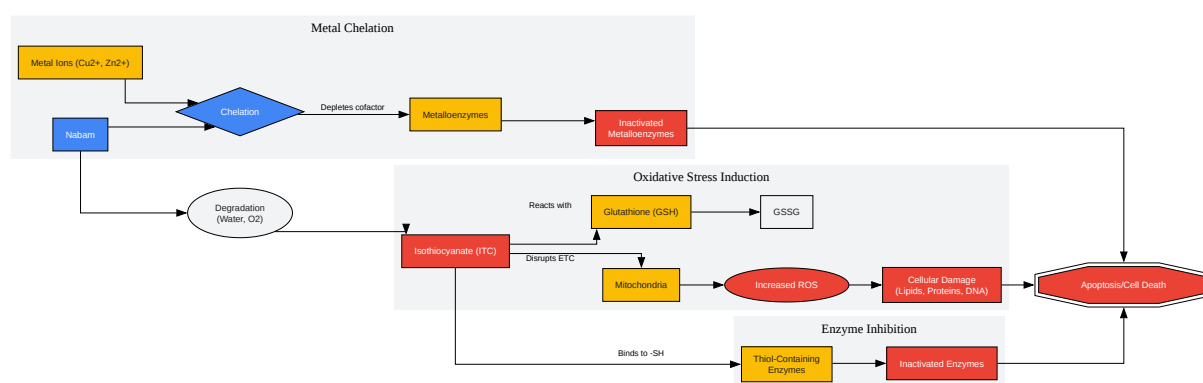 Metal Chelation
Metal Ions (Cu2+, Zn2+)
Chelation
Depletes cofactor
Metalloenzymes
Inactivated
Metalloenzymes
Nabam
Oxidative Stress Induction
Degradation
(Water, O2)
Reacts with
Glutathione (GSH)
GSSG
Isothiocyanate (ITC)
Disrupts ETC
Mitochondria
Increased ROS
Cellular Damage
(Lipids, Proteins, DNA)
Apoptosis/Cell Death
Enzyme Inhibition
Binds to -SH
Thiol-Containing
Enzymes
Inactivated Enzymes